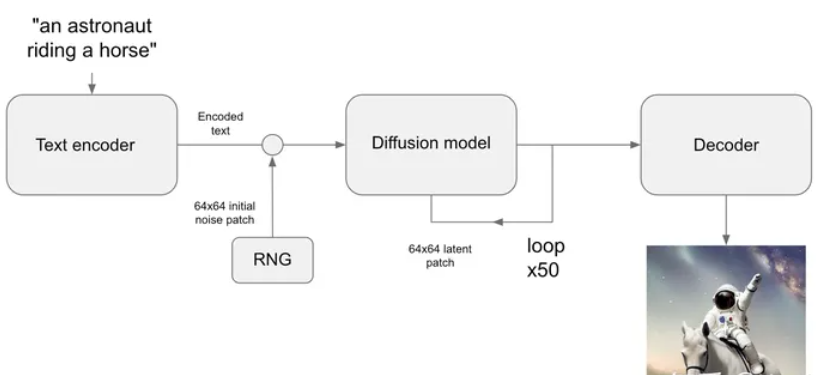 "an astronaut
riding a horse"
Text encoder
Encoded
text
64x64 initial
noise patch
RNG
Diffusion model
64x64 latent
patch
loop
x50
Decoder